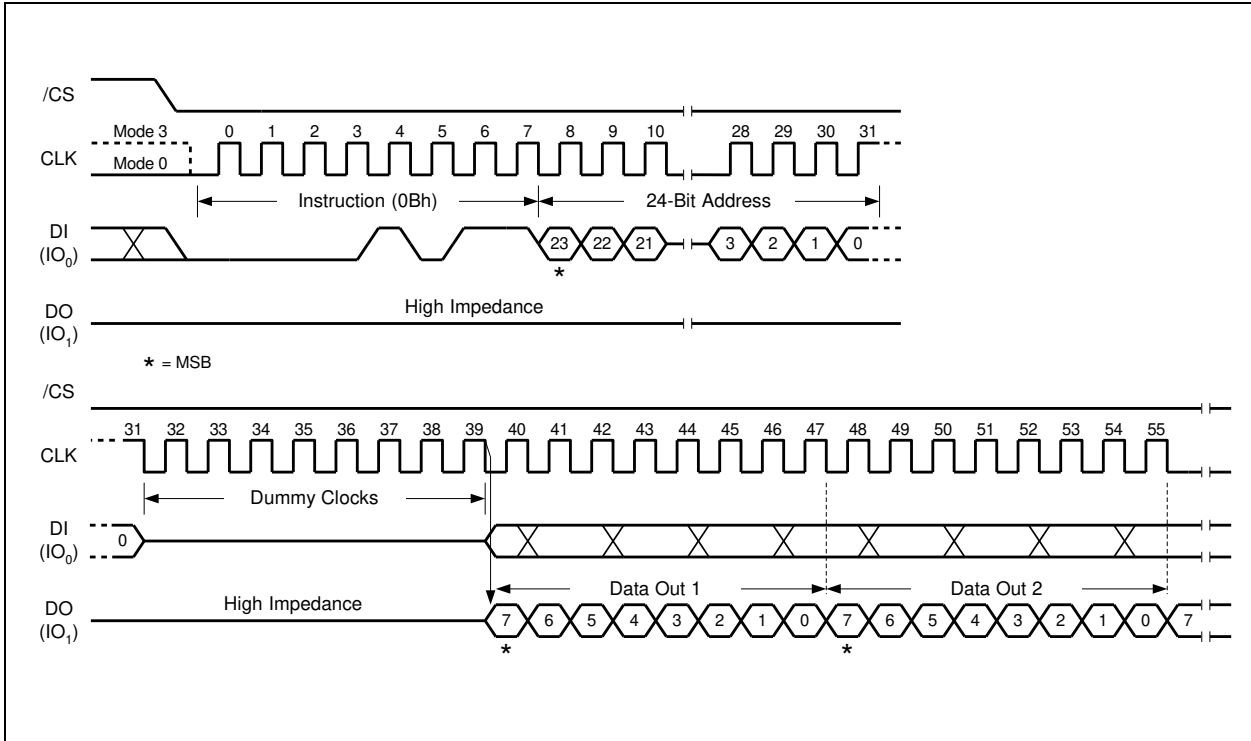 /CS
Mode 3 0 1 2 3 4 5 6 7 8 9 10 28 29 30 31
CLK
Mode 0
Instruction (0Bh) 24-Bit Address
DI
(IO0) 23 22 21 3 2 1 0
*
High Impedance
DO
(IO1)
* = MSB
/CS
31 32 33 34 35 36 37 38 39 40 41 42 43 44 45 46 47 48 49 50 51 52 53 54 55
CLK
Dummy Clocks
DI
(IO0) 0
Data Out 1 Data Out 2
High Impedance
DO
(IO1) 7 6 5 4 3 2 1 0 7 6 5 4 3 2 1 0 7
* *